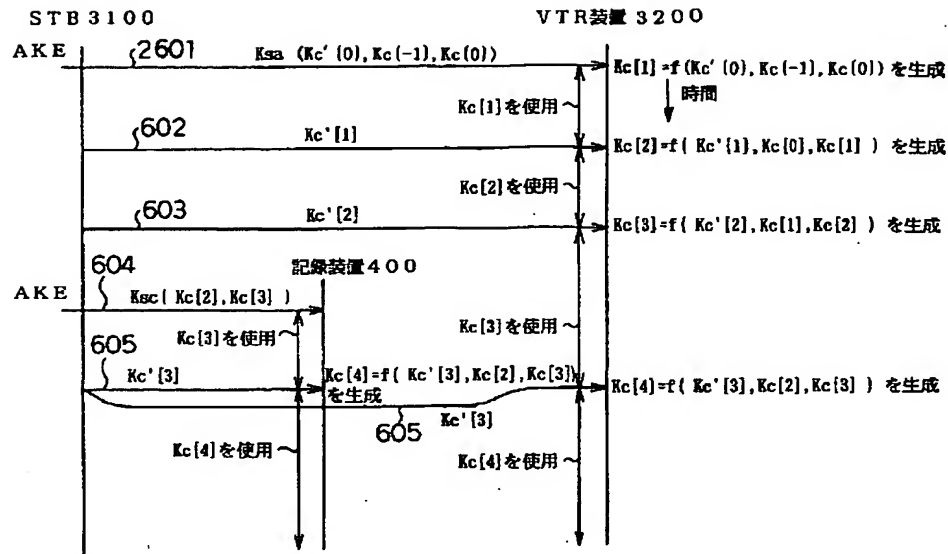 STB3100
VTR装置3200
AKE
2601
Ksa (Kc'{0},Kc(-1),Kc{0})
Kc[1]=f(Kc'{0},Kc(-1),Kc{0})を生成
時間
Kc[1]を使用
602
Kc'[1]
Kc[2]=f(Kc'{1},Kc{0},Kc[1])を生成
Kc[2]を使用
603
Kc'[2]
Kc[3]=f(Kc'[2],Kc[1],Kc[2])を生成
記録装置400
604
AKE
Ksc(Kc[2],Kc[3])
Kc[3]を使用
Kc[3]を使用
605
Kc'[3]
Kc[4]=f(Kc'[3],Kc[2],Kc[3])
を生成
Kc[4]=f(Kc'[3],Kc[2],Kc[3])を生成
605
Kc'[3]
Kc[4]を使用
Kc[4]を使用